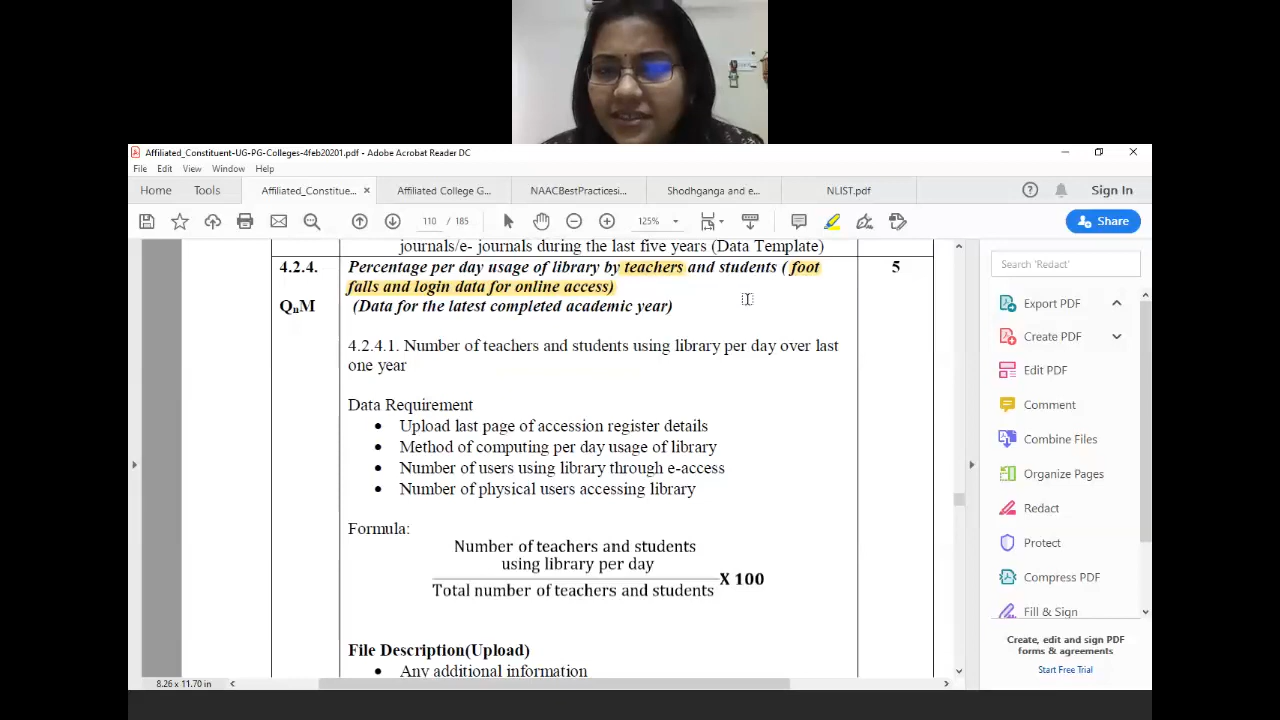 Affiliated_Constituent-UG-PG-Colleges-4feb20201.pdf - Adobe Acrobat Reader DC
File Edit View Window Help
Home Tools Affiliated_Constitue... × Affiliated College G... NAACBestPracticesi... Shodhganga and e... NLIST.pdf Sign In
110 / 185 125% Share
journals/e- journals during the last five years (Data Template)
4.2.4. Percentage per day usage of library by teachers and students ( foot 5
falls and login data for online access)
QnM (Data for the latest completed academic year)
4.2.4.1. Number of teachers and students using library per day over last
one year
Data Requirement
• Upload last page of accession register details
• Method of computing per day usage of library
• Number of users using library through e-access
• Number of physical users accessing library
Formula:
Number of teachers and students
using library per day
X 100
Total number of teachers and students
File Description(Upload)
• Any additional information
8.26 x 11.70 in
Search 'Redact'
Export PDF
Create PDF
Edit PDF
Comment
Combine Files
Organize Pages
Redact
Protect
Compress PDF
Fill & Sign
Create, edit and sign PDF
forms & agreements
Start Free Trial